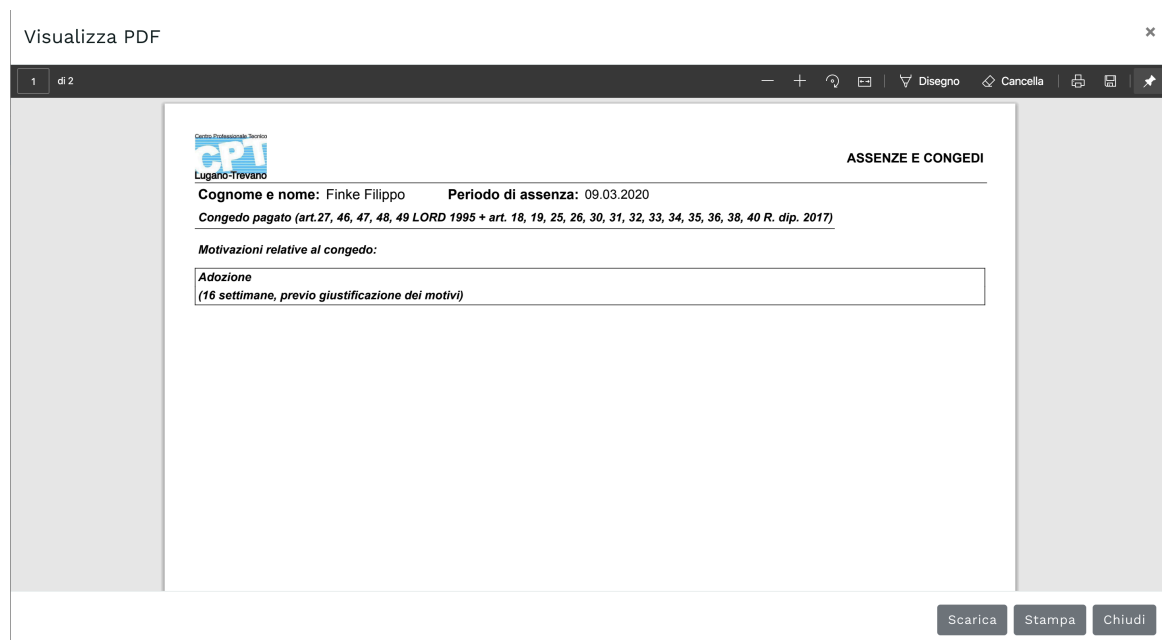 Visualizza PDF
×
1 di 2
Disegno
Cancella
Centro Professionale Tecnico
CPT
Lugano-Trevano
ASSENZE E CONGEDI
Cognome e nome: Finke Filippo Periodo di assenza: 09.03.2020
Congedo pagato (art.27, 46, 47, 48, 49 LORD 1995 + art. 18, 19, 25, 26, 30, 31, 32, 33, 34, 35, 36, 38, 40 R. dip. 2017)
Motivazioni relative al congedo:
Adozione
(16 settimane, previo giustificazione dei motivi)
Scarica
Stampa
Chiudi